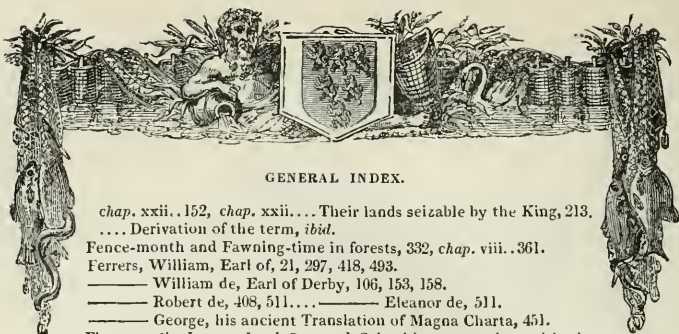 GENERAL INDEX.
chap. xxii..152, chap. xxii....Their lands seizable by the King, 213.
....Derivation of the term, ibid.
Fence-month and Fawning-time in forests, 332, chap. viii..361.
Ferrers, William, Earl of, 21, 297, 418, 493.
——— William de, Earl of Derby, 106, 153, 158.
——— Robert de, 408, 511....——— Eleanor de, 511.
——— George, his ancient Translation of Magna Charta, 451.